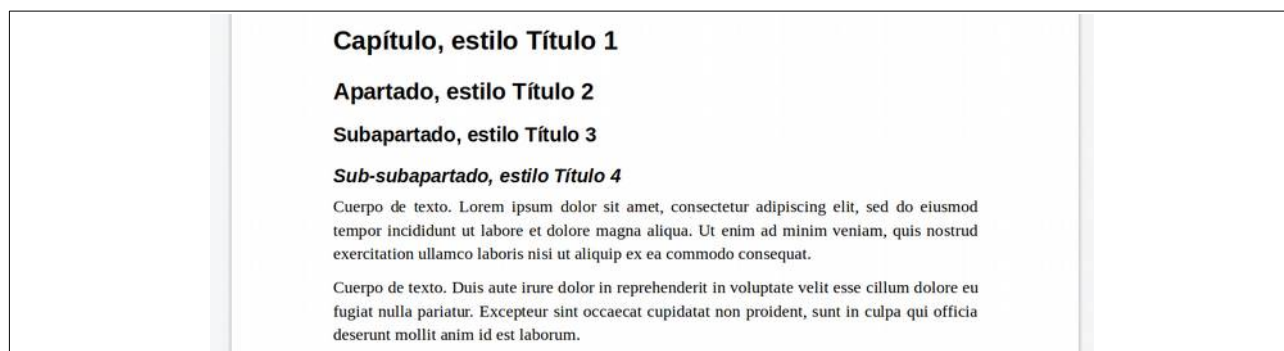 Capítulo, estilo Título 1
Apartado, estilo Título 2
Subapartado, estilo Título 3
Sub-subapartado, estilo Título 4
Cuerpo de texto. Lorem ipsum dolor sit amet, consectetur adipiscing elit, sed do eiusmod
tempor incididunt ut labore et dolore magna aliqua. Ut enim ad minim veniam, quis nostrud
exercitation ullamco laboris nisi ut aliquip ex ea commodo consequat.
Cuerpo de texto. Duis aute irure dolor in reprehenderit in voluptate velit esse cillum dolore eu
fugiat nulla pariatur. Excepteur sint occaecat cupidatat non proident, sunt in culpa qui officia
deserunt mollit anim id est laborum.